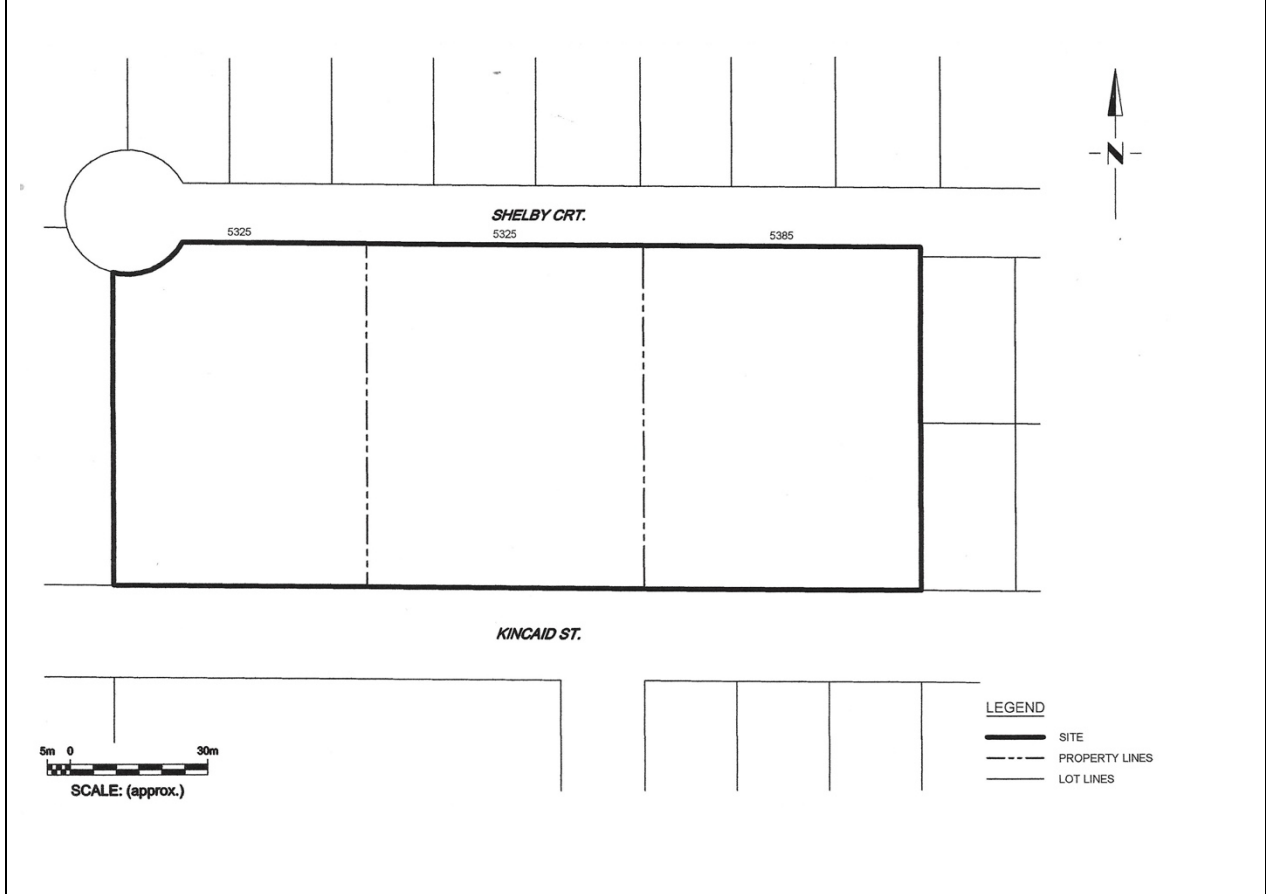 N
SHELBY CRT.
5325
5325
5385
KINCAID ST.
LEGEND
SITE
PROPERTY LINES
LOT LINES
5m 0 30m
SCALE: (approx.)